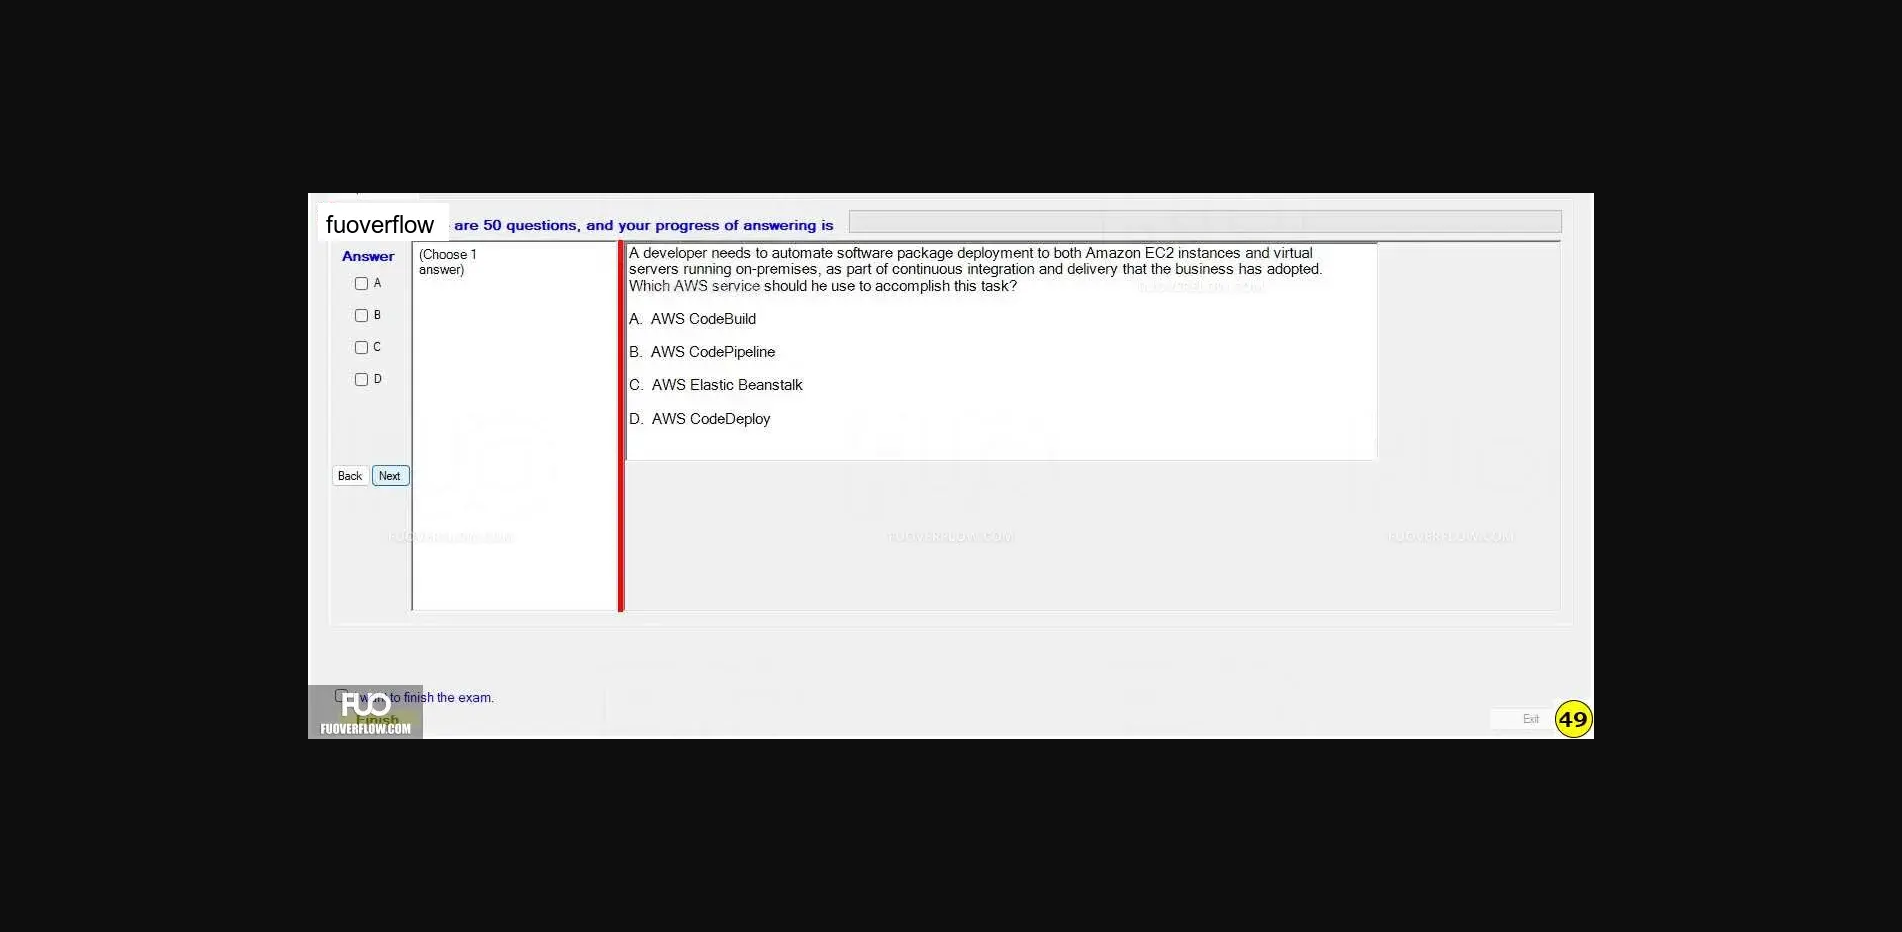 fuoverflow are 50 questions, and your progress of answering is
Answer
(Choose 1
answer)
A
B
C
D
Back Next
A developer needs to automate software package deployment to both Amazon EC2 instances and virtual
servers running on-premises, as part of continuous integration and delivery that the business has adopted.
Which AWS service should he use to accomplish this task?
A. AWS CodeBuild
B. AWS CodePipeline
C. AWS Elastic Beanstalk
D. AWS CodeDeploy
FUOVERFLOW.COM
FUOVERFLOW.COM FUOVERFLOW.COM FUOVERFLOW.COM
want to finish the exam.
Finish
FUO
FUOVERFLOW.COM
Exit
49